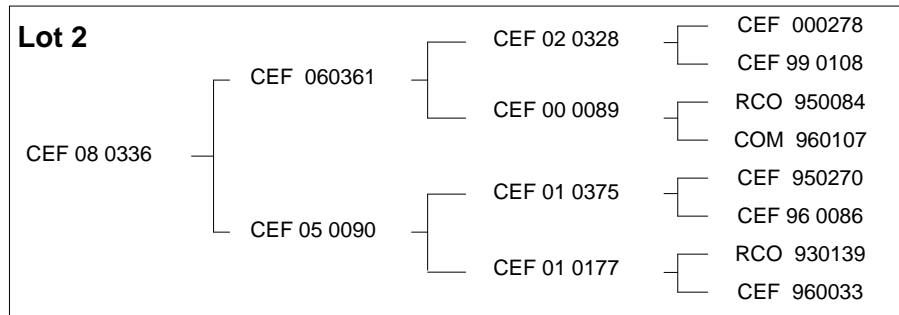 Lot 2
CEF 08 0336
CEF 060361
CEF 05 0090
CEF 02 0328
CEF 00 0089
CEF 01 0375
CEF 01 0177
CEF 000278
CEF 99 0108
RCO 950084
COM 960107
CEF 950270
CEF 96 0086
RCO 930139
CEF 960033